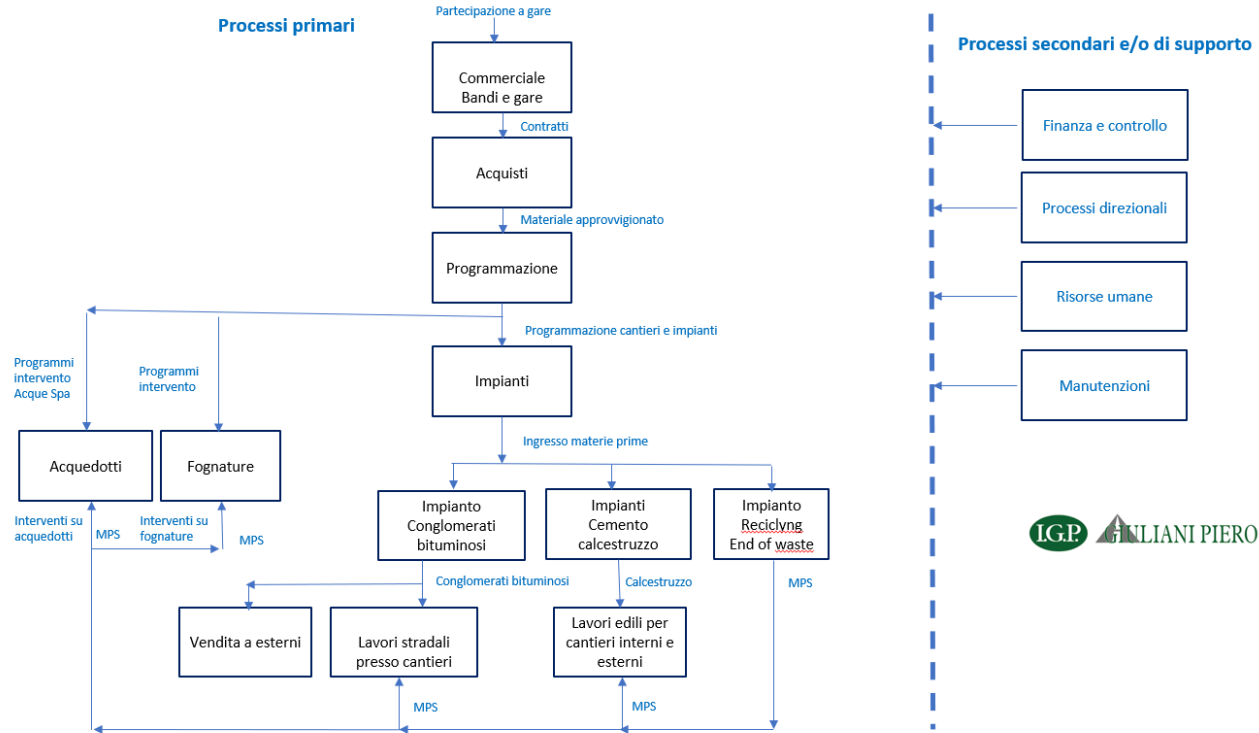 Partecipazione a gare
Processi primari
Processi secondari e/o di supporto
Commerciale
Bandi e gare
Contratti
Acquisti
Materiale approvvigionato
Programmazione
Programmazione cantieri e impianti
Programmi
intervento
Acque Spa
Programmi
intervento
Impianti
Ingresso materie prime
Acquedotti
Fognature
Interventi su
acquedotti
MPS
Interventi su
fognature
MPS
Impianto
Conglomerati
bituminosi
Impianti
Cemento
calcestruzzo
Impianto
Reciclyng
End of waste
Conglomerati bituminosi
Calcestruzzo
MPS
Vendita a esterni
Lavori stradali
presso cantieri
Lavori edili per
cantieri interni e
esterni
MPS
MPS
Finanza e controllo
Processi direzionali
Risorse umane
Manutenzioni
I.G.P.
GIULIANI PIERO